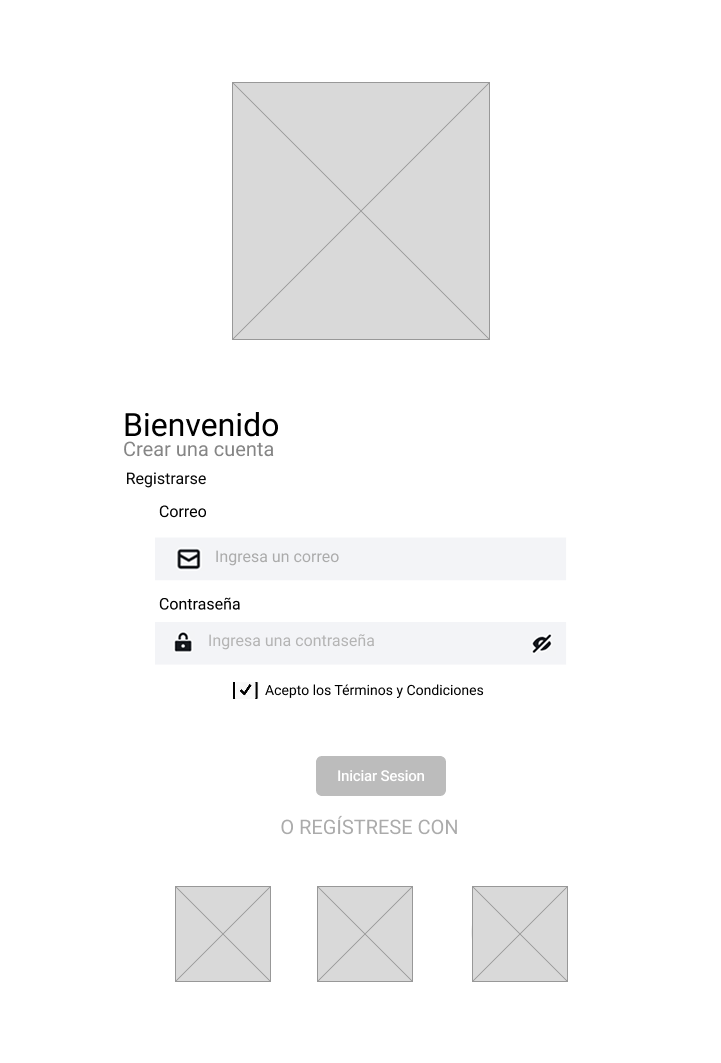 Bienvenido
Crear una cuenta
Registrarse
Correo
Ingresa un correo
Contraseña
Ingresa una contraseña
Acepto los Términos y Condiciones
Iniciar Sesion
O REGÍSTRESE CON